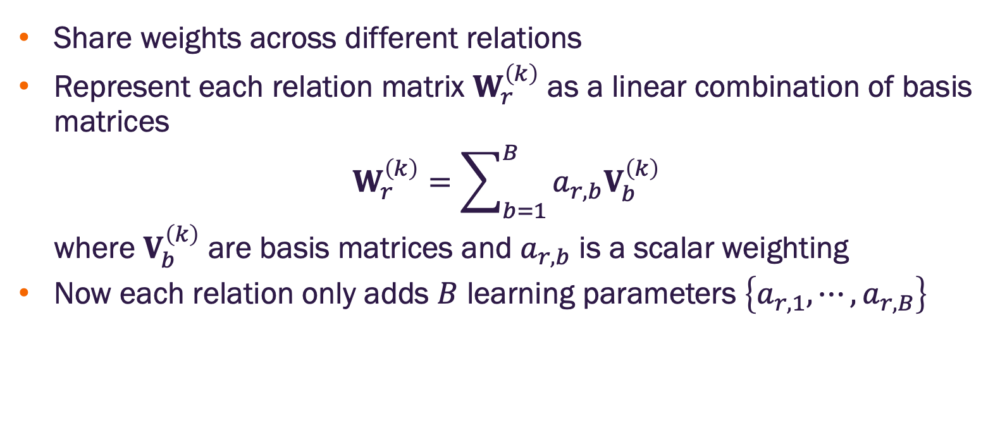 • Share weights across different relations
• Represent each relation matrix $\mathbf{W}_r^{(k)}$ as a linear combination of basis
matrices
$\mathbf{W}_r^{(k)} = \sum_{b=1}^{B} a_{r,b} \mathbf{V}_b^{(k)}$
where $\mathbf{V}_b^{(k)}$ are basis matrices and $a_{r,b}$ is a scalar weighting
• Now each relation only adds $B$ learning parameters $\{a_{r,1}, \cdots, a_{r,B}\}$